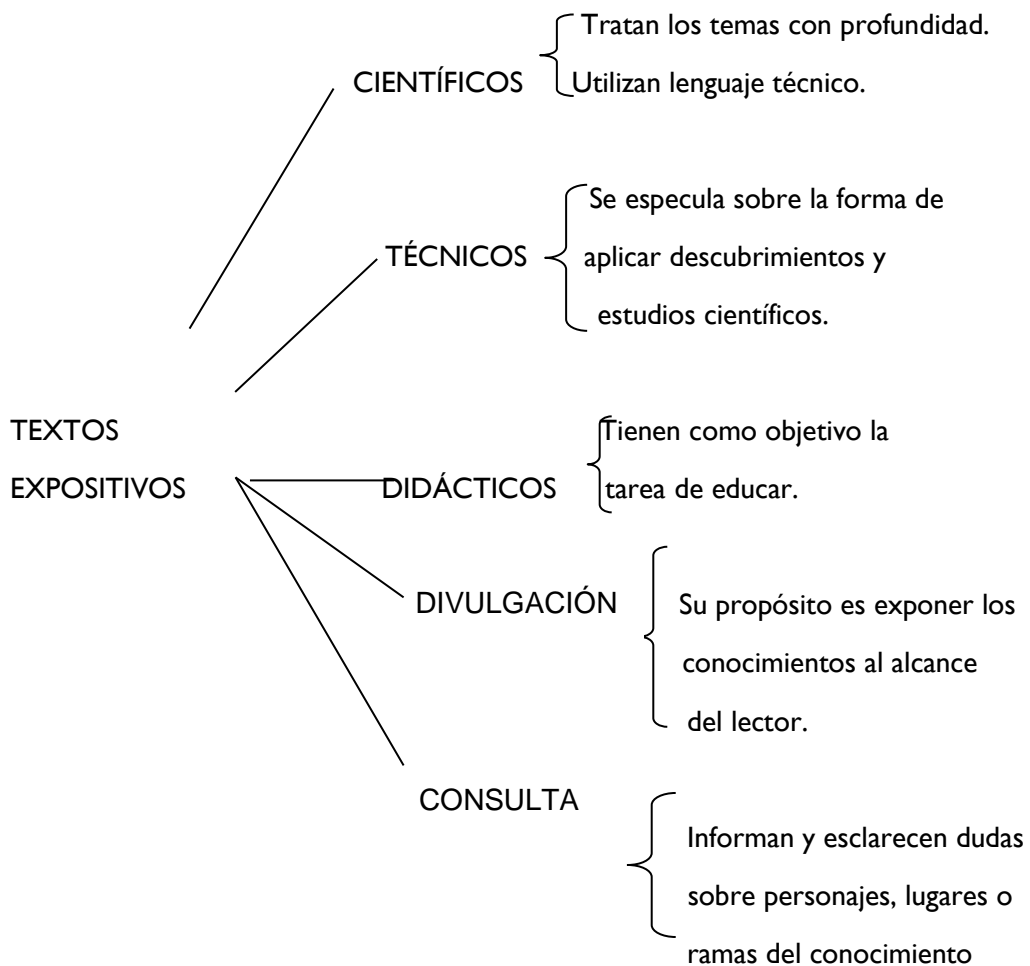 Tratan los temas con profundidad.
CIENTÍFICOS
Utilizan lenguaje técnico.
Se especula sobre la forma de
TÉCNICOS
aplicar descubrimientos y
estudios científicos.
TEXTOS
EXPOSITIVOS
Tienen como objetivo la
DIDÁCTICOS
tarea de educar.
DIVULGACIÓN
Su propósito es exponer los
conocimientos al alcance
del lector.
CONSULTA
Informan y esclarecen dudas
sobre personajes, lugares o
ramas del conocimiento